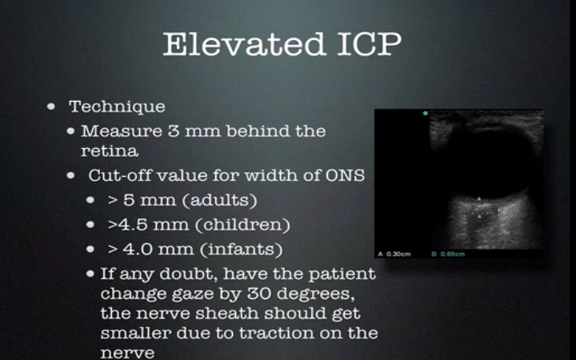 Elevated ICP
Technique
Measure 3 mm behind the
retina
Cut-off value for width of ONS
> 5 mm (adults)
>4.5 mm (children)
> 4.0 mm (infants)
If any doubt, have the patient
change gaze by 30 degrees,
the nerve sheath should get
smaller due to traction on the
nerve
A 0.30cm B 0.68cm